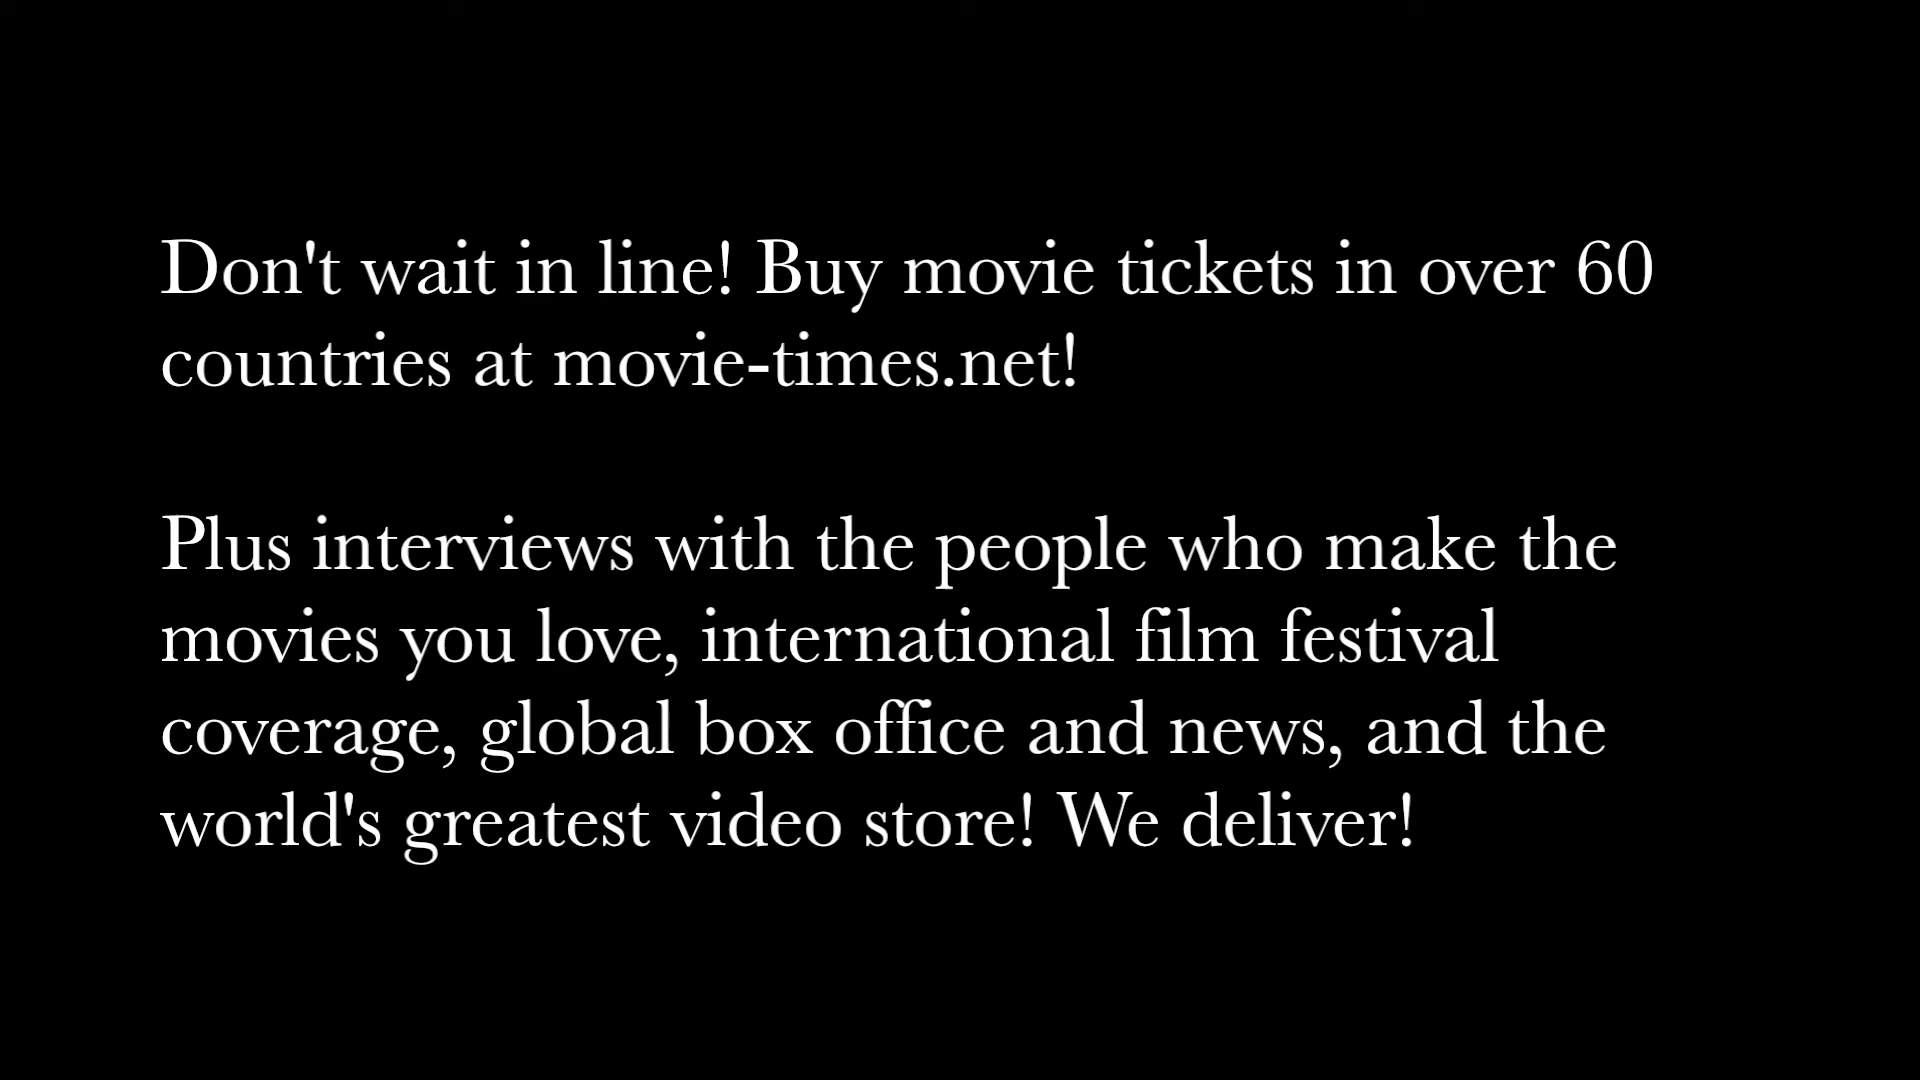 Don't wait in line! Buy movie tickets in over 60
countries at movie-times.net!
Plus interviews with the people who make the
movies you love, international film festival
coverage, global box office and news, and the
world's greatest video store! We deliver!